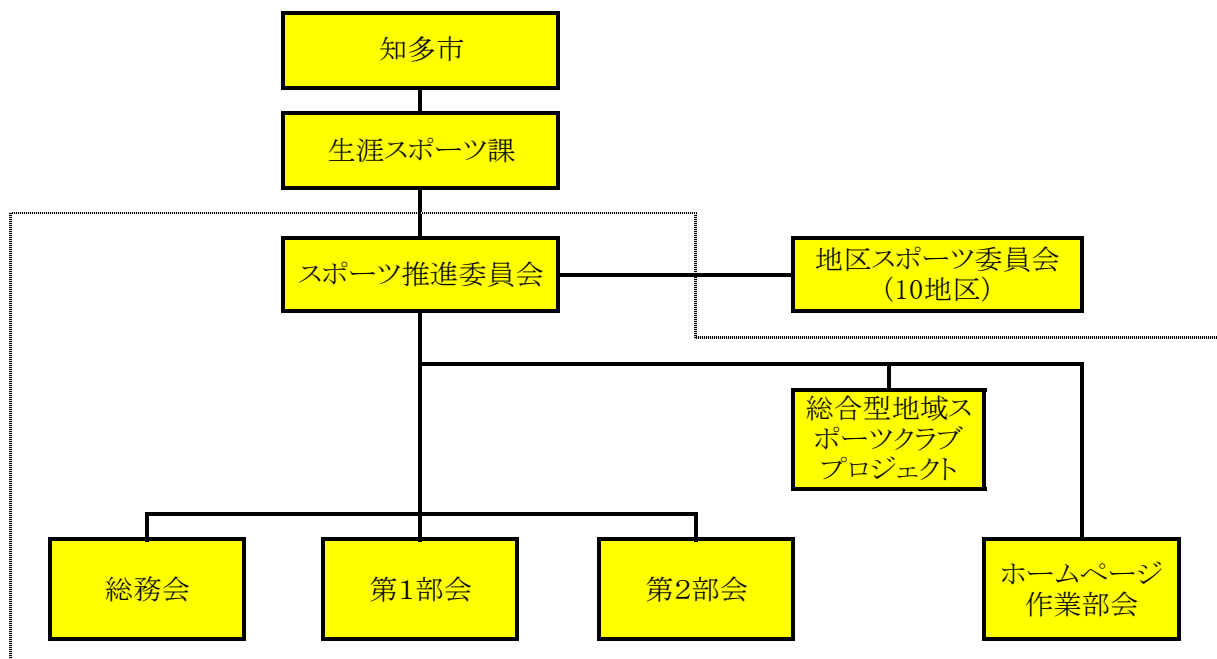 知多市
生涯スポーツ課
スポーツ推進委員会
地区スポーツ委員会
（10地区）
総合型地域ス
ポーツクラブ
プロジェクト
総務会
第1部会
第2部会
ホームページ
作業部会